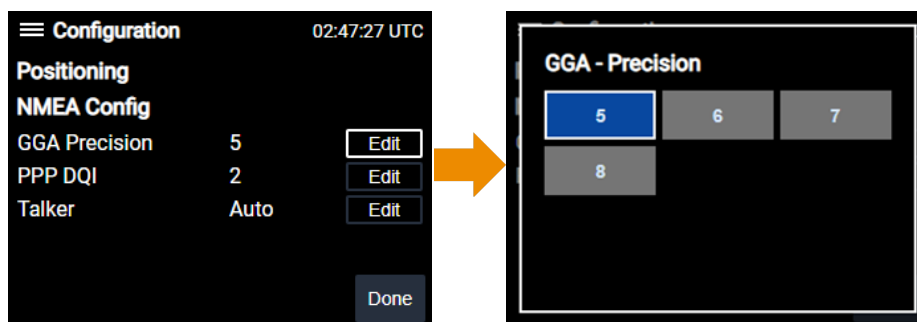 Configuration 02:47:27 UTC
Positioning
NMEA Config
GGA Precision 5 Edit
PPP DQI 2 Edit
Talker Auto Edit
Done
GGA - Precision
5 6 7
8